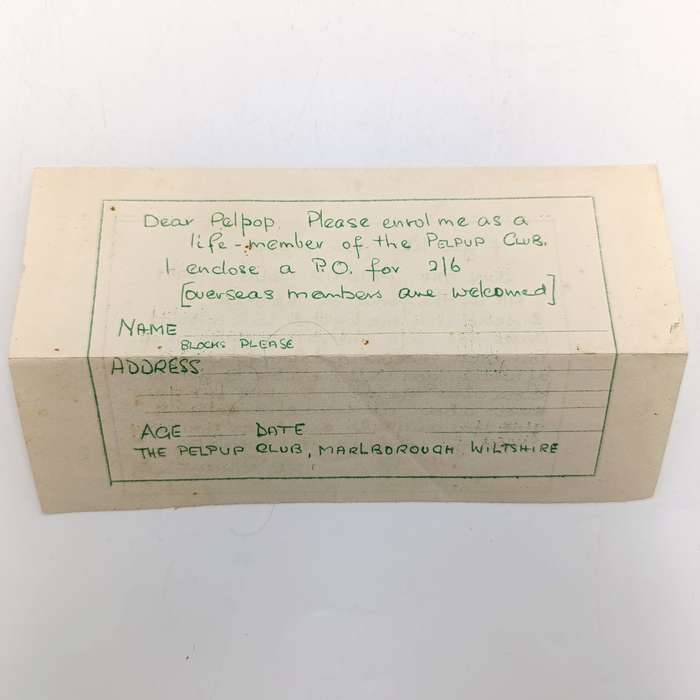 Dear Pelpop. Please enrol me as a
life-member of the PELPUP CLUB.
I enclose a P.O. for 2/6
[overseas members are welcomed]
NAME
BLOCKS PLEASE
ADDRESS
AGE DATE
THE PELPUP CLUB, MARLBOROUGH WILTSHIRE